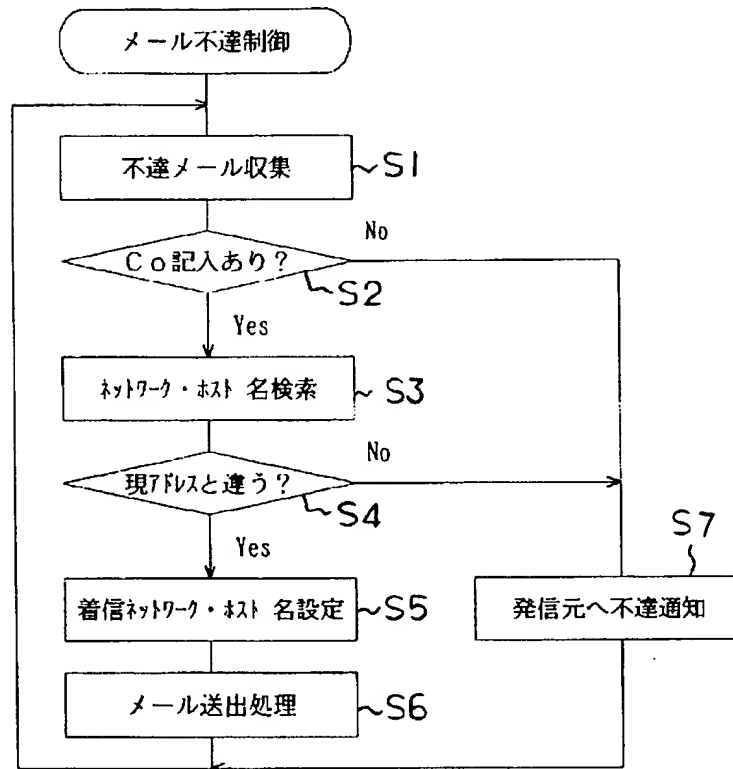 メール不達制御
不達メール収集
S1
No
Co記入あり?
S2
Yes
ネットワーク・ホスト 名検索
S3
No
現アドレスと違う?
S4
Yes
S7
着信ネットワーク・ホスト 名設定
S5
発信元へ不達通知
メール送出処理
S6